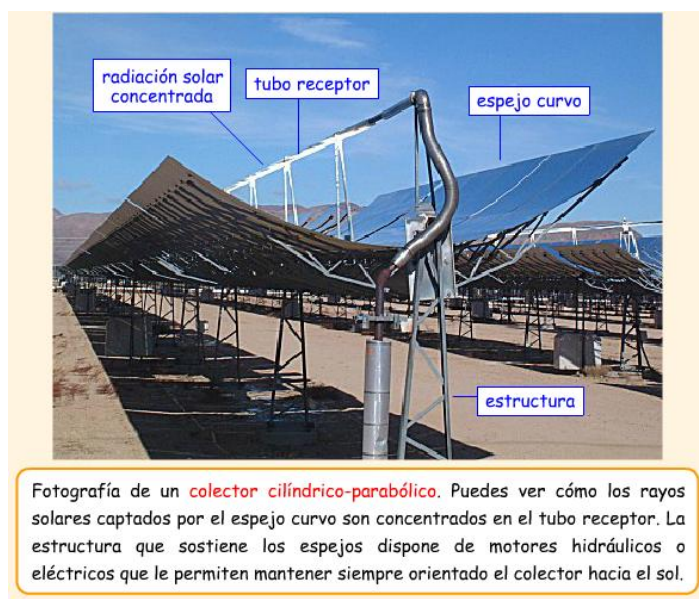 radiación solar
concentrada
tubo receptor
espejo curvo
estructura
Fotografía de un colector cilíndrico-parabólico. Puedes ver cómo los rayos
solares captados por el espejo curvo son concentrados en el tubo receptor. La
estructura que sostiene los espejos dispone de motores hidráulicos o
eléctricos que le permiten mantener siempre orientado el colector hacia el sol.